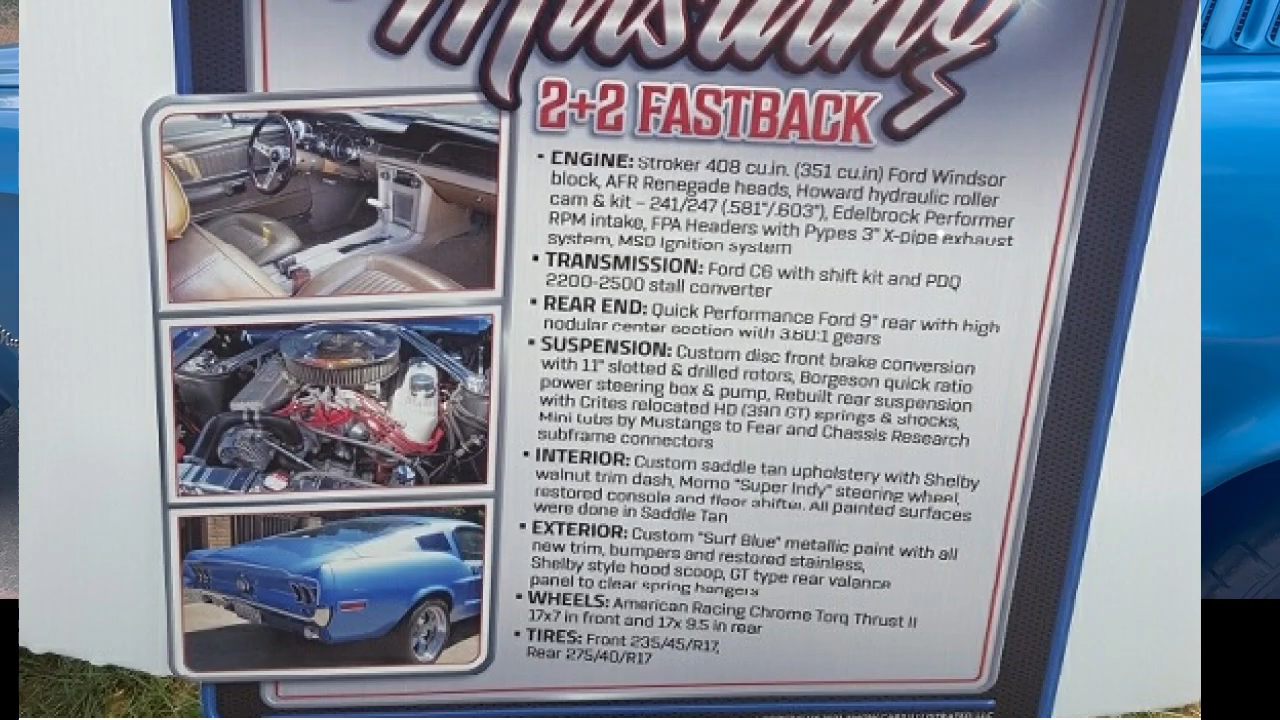 Mustang
2+2 FASTBACK
• ENGINE: Stroker 408 cu.in. (351 cu.in) Ford Windsor
block, AFR Renegade heads, Howard hydraulic roller
cam & kit – 241/247 (.581"/.603"), Edelbrock Performer
RPM intake, FPA Headers with Pypes 3" X-pipe exhaust
system, MSD Ignition system
• TRANSMISSION: Ford C6 with shift kit and PDQ
2200-2500 stall converter
• REAR END: Quick Performance Ford 9" rear with high
nodular center section with 3.60:1 gears
• SUSPENSION: Custom disc front brake conversion
with 11" slotted & drilled rotors, Borgeson quick ratio
power steering box & pump, Rebuilt rear suspension
with Crites relocated HD (390 GT) springs & shocks,
Mini tubs by Mustangs to Fear and Chassis Research
subframe connectors
• INTERIOR: Custom saddle tan upholstery with Shelby
walnut trim dash, Momo "Super Indy" steering wheel,
restored console and floor shifter. All painted surfaces
were done in Saddle Tan
• EXTERIOR: Custom "Surf Blue" metallic paint with all
new trim, bumpers and restored stainless,
Shelby style hood scoop, GT type rear valance
panel to clear spring hangers
• WHEELS: American Racing Chrome Torq Thrust II
17x7 in front and 17x 9.5 in rear
• TIRES: Front 235/45/R17,
Rear 275/40/R17